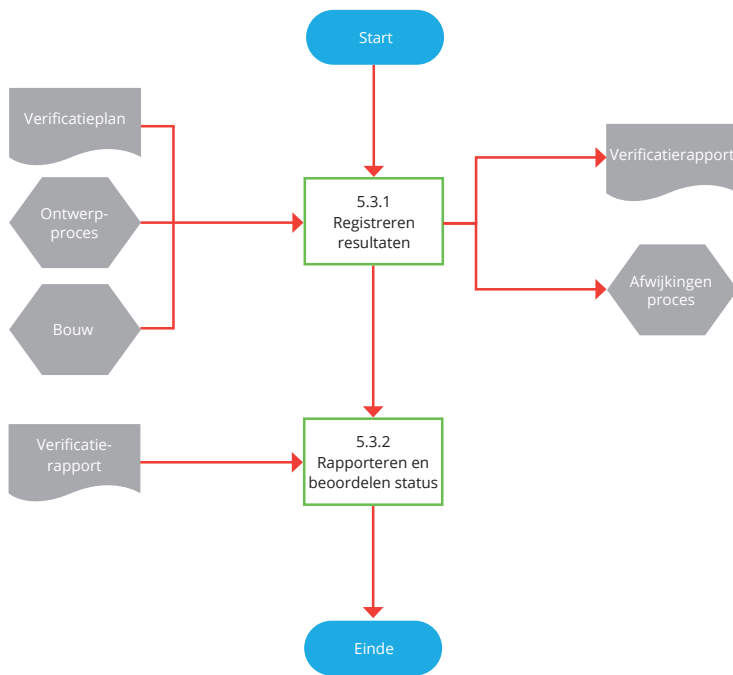 Start
Verificatieplan
Ontwerp-
proces
Bouw
5.3.1
Registreren
resultaten
Verificatierapport
Afwijkingen
proces
Verificatie-
rapport
5.3.2
Rapporteren en
beoordelen status
Einde